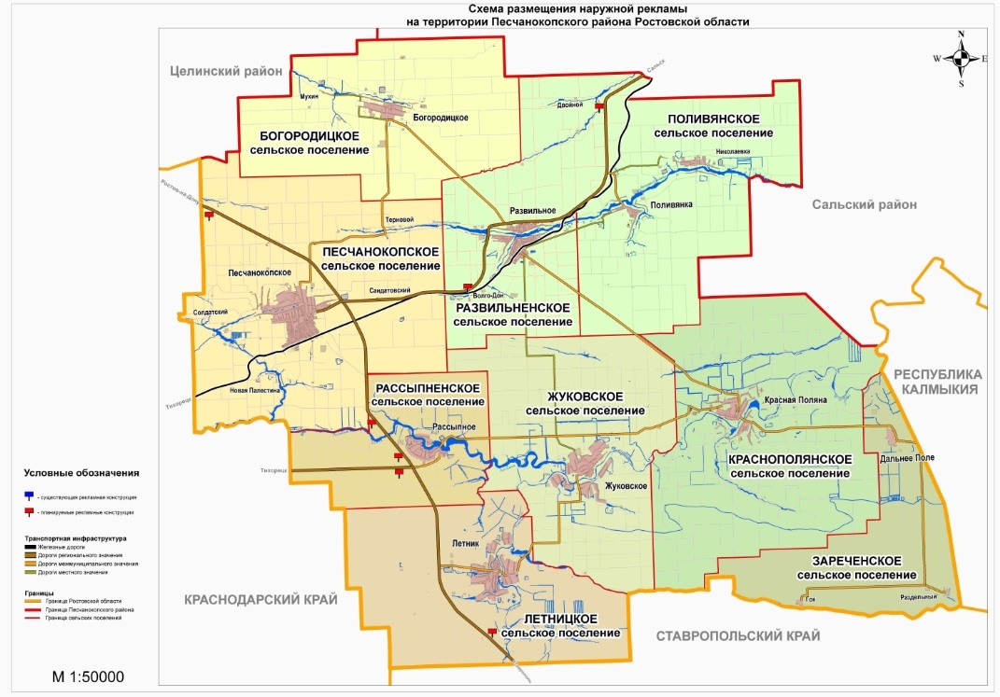 Схема размещения наружной рекламы
на территории Песчанокопского района Ростовской области
N
W
E
S
Целинский район
Сальск
Мухин
Богородицкое
БОГОРОДИЦКОЕ
сельское поселение
Двойной
ПОЛИВЯНСКОЕ
сельское поселение
Николаевка
Ростов-на-Дону
Поливянка
Сальский район
Развильное
Терновой
ПЕСЧАНОКОПСКОЕ
сельское поселение
Песчанокопское
Сандатовский
Волго-Дон
РАЗВИЛЬНЕНСКОЕ
сельское поселение
Солдатский
Новая Палестина
Тихорецк
РАССЫПНЕНСКОЕ
сельское поселение
ЖУКОВСКОЕ
сельское поселение
Красная Поляна
РЕСПУБЛИКА
КАЛМЫКИЯ
Рассыпное
Тихорецк
КРАСНОПОЛЯНСКОЕ
сельское поселение
Дальнее Поле
Жуковское
Летник
ЗАРЕЧЕНСКОЕ
сельское поселение
Гок
Раздельный
КРАСНОДАРСКИЙ КРАЙ
ЛЕТНИЦКОЕ
сельское поселение
СТАВРОПОЛЬСКИЙ КРАЙ
Условные обозначения
- существующая рекламная конструкция
- планируемые рекламные конструкции
Транспортная инфраструктура
Железные дороги
Дороги регионального значения
Дороги межмуниципального значения
Дороги местного значения
Границы
Граница Ростовской области
Граница Песчанокопского района
Граница сельских поселений
М 1:50000